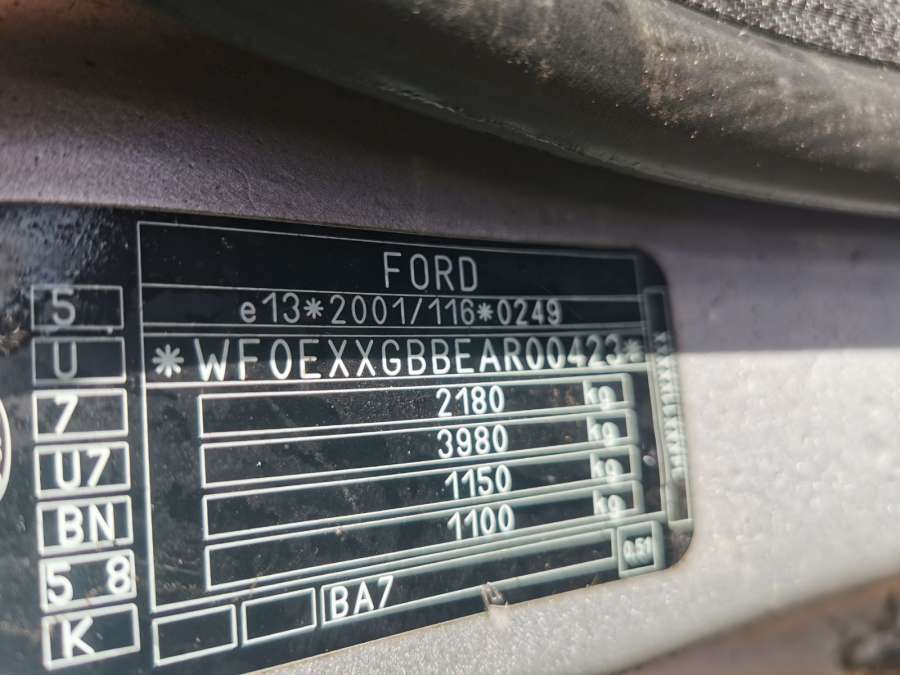 FORD
e13*2001/116*0249
*WF0EXXGBBEAR00423*
2180 kg
3980 kg
1150 kg
1100 kg
0.51
BA7
5
U
7
U7
BN
5 8
K